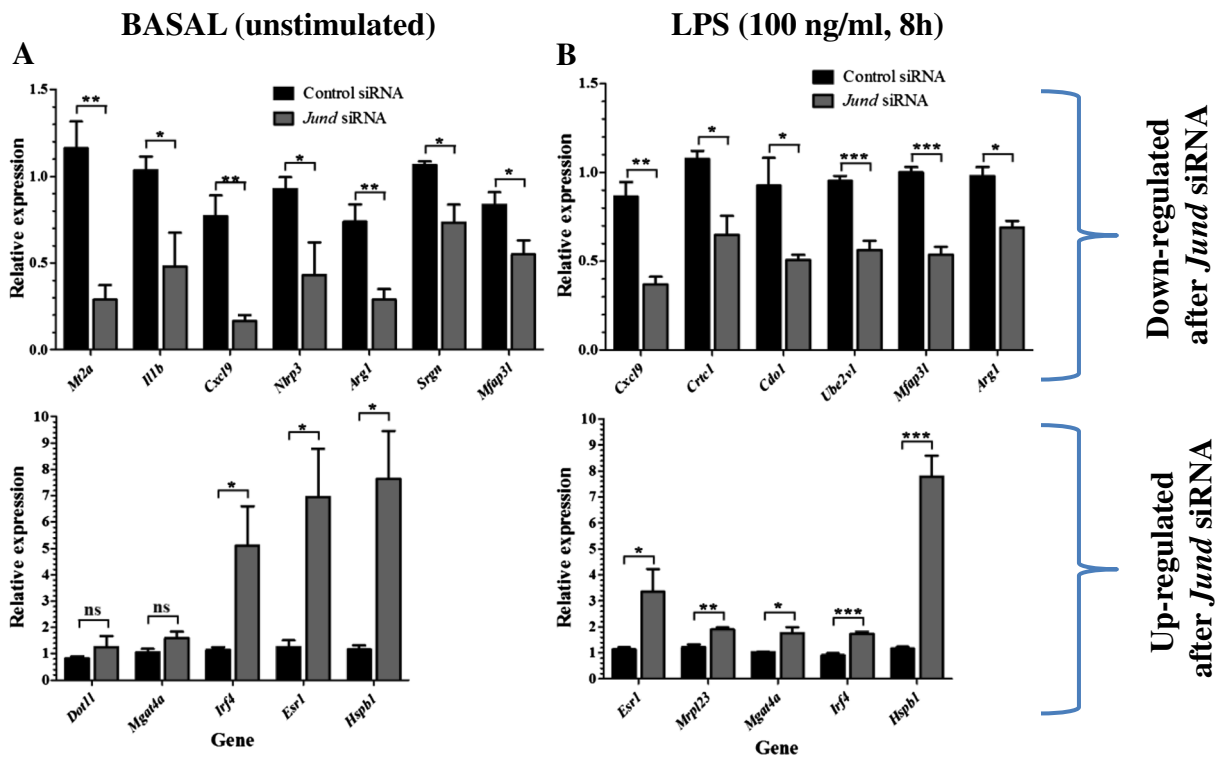 BASAL (unstimulated)
LPS (100 ng/ml, 8h)
A
Control siRNA
Jund siRNA
Relative expression
1.5
1.0
0.5
0.0
**
*
**
*
**
*
*
Mt2a
Il1b
Cxcl9
Nlrp3
Arg1
Srgn
Mfap3l
B
Control siRNA
Jund siRNA
Relative expression
1.5
1.0
0.5
0.0
**
*
*
***
***
*
Cxcl9
Crtc1
Cdo1
Ube2v1
Mfap3l
Arg1
Down-regulated
after Jund siRNA
Relative expression
10
9
8
7
6
5
4
3
2
1
0
ns
ns
*
*
*
Dot1l
Mgat4a
Irf4
Esr1
Hspb1
Gene
Relative expression
10
9
8
7
6
5
4
3
2
1
0
*
**
*
***
***
Esr1
Mrpl23
Mgat4a
Irf4
Hspb1
Gene
Up-regulated
after Jund siRNA